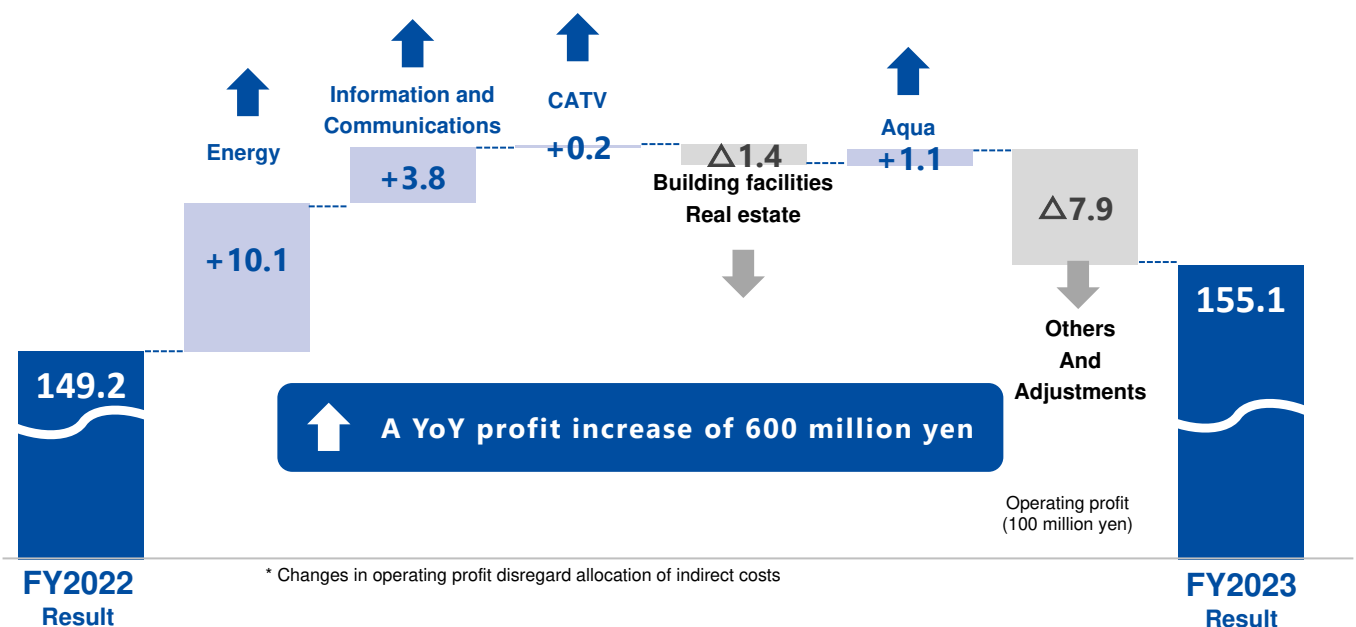 Energy
+10.1
Information and
Communications
+3.8
CATV
+0.2
△1.4
Building facilities
Real estate
Aqua
+1.1
△7.9
Others
And
Adjustments
149.2
155.1
A YoY profit increase of 600 million yen
Operating profit
(100 million yen)
FY2022
Result
* Changes in operating profit disregard allocation of indirect costs
FY2023
Result